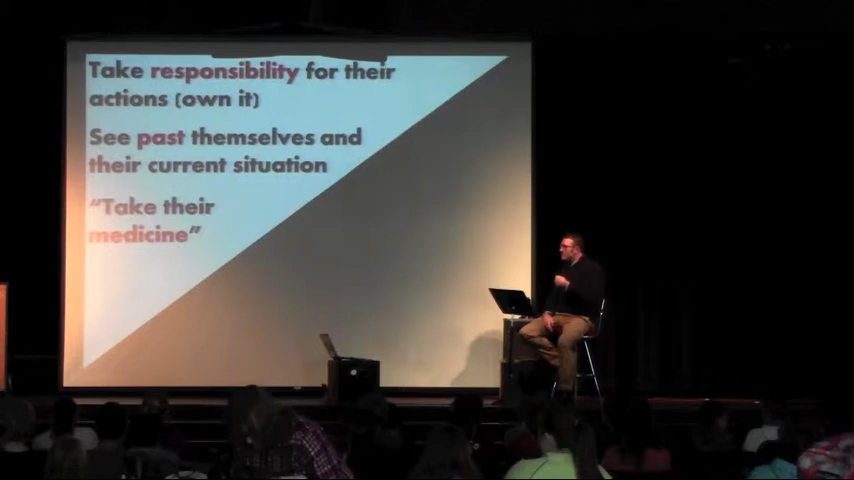 Take responsibility for their
actions (own it)
See past themselves and
their current situation
“Take their
medicine”